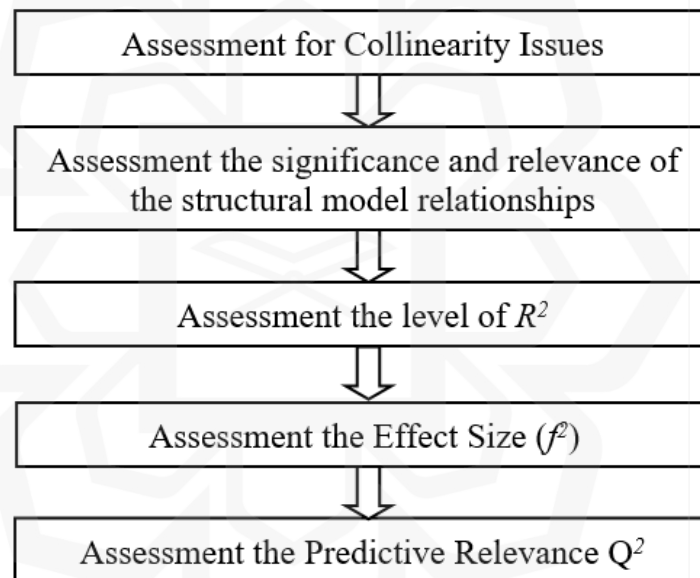 Assessment for Collinearity Issues
Assessment the significance and relevance of
the structural model relationships
Assessment the level of R²
Assessment the Effect Size (f²)
Assessment the Predictive Relevance Q²